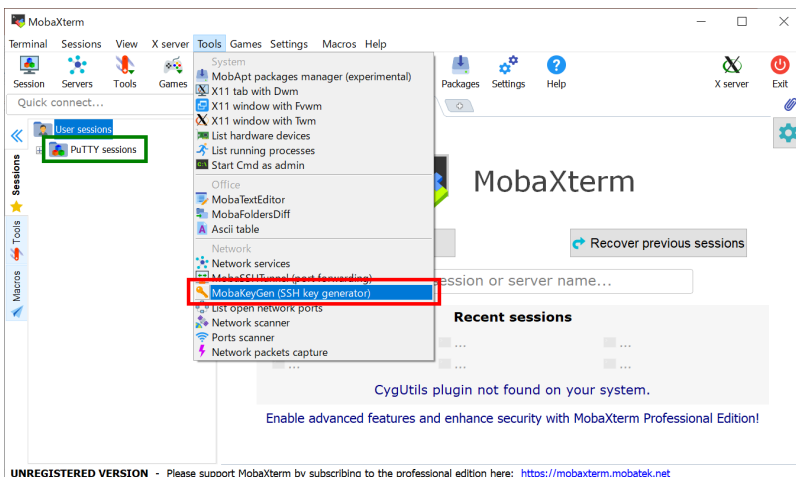 MobaXterm
Terminal Sessions View X server Tools Games Settings Macros Help
Session Servers Tools Games Packages Settings Help X server Exit
Quick connect...
System
MobApt packages manager (experimental)
X11 tab with Dwm
X11 window with Fvwm
X11 window with Twm
List hardware devices
List running processes
Start Cmd as admin
Office
MobaTextEditor
MobaFoldersDiff
Ascii table
Network
Network services
MobaSSHTunnel (port forwarding)
MobaKeyGen (SSH key generator)
List open network ports
Network scanner
Ports scanner
Network packets capture
User sessions
PuTTY sessions
Sessions
Tools
Macros
MobaXterm
Recover previous sessions
ession or server name...
Recent sessions
... ...
... ...
CygUtils plugin not found on your system.
Enable advanced features and enhance security with MobaXterm Professional Edition!
UNREGISTERED VERSION - Please support MobaXterm by subscribing to the professional edition here: https://mobaxterm.mobatek.net